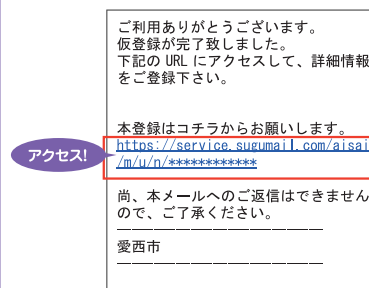 ご利用ありがとうございます。
仮登録が完了致しました。
下記の URL にアクセスして、詳細情報
をご登録下さい。
本登録はコチラからお願いします。
アクセス!
https://service.sugumail.com/aisai
/m/u/n/************
尚、本メールへのご返信はできません
ので、ご了承ください。
———————————————
愛西市
———————————————